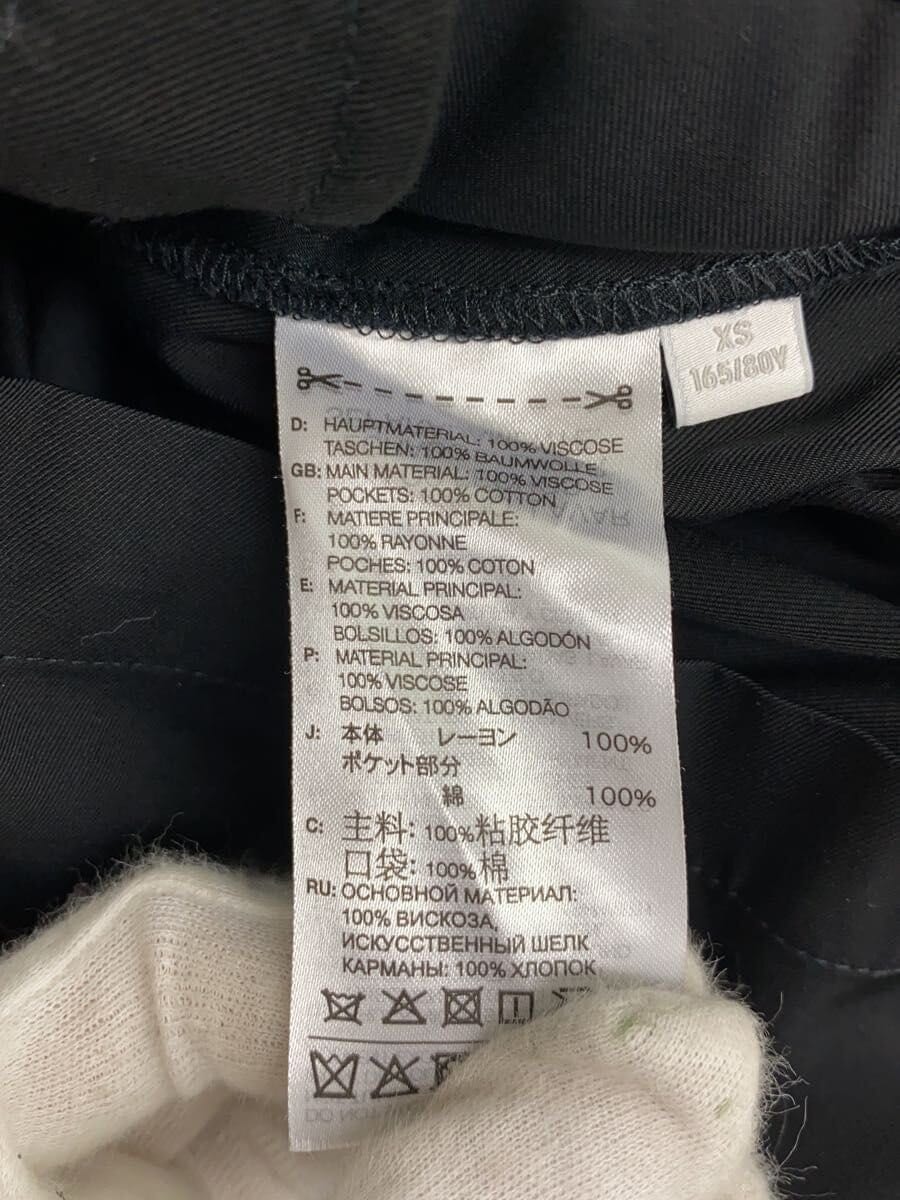 XS
165/80Y
D: HAUPTMATERIAL: 100% VISCOSE
TASCHEN: 100% BAUMWOLLE
GB: MAIN MATERIAL: 100% VISCOSE
POCKETS: 100% COTTON
F: MATIERE PRINCIPALE:
100% RAYONNE
POCHES: 100% COTON
E: MATERIAL PRINCIPAL:
100% VISCOSA
BOLSILLOS: 100% ALGODÓN
P: MATERIAL PRINCIPAL:
100% VISCOSE
BOLSOS: 100% ALGODÃO
J: 本体 レーヨン 100%
ポケット部分
綿 100%
C: 主料: 100%粘胶纤维
口袋: 100%棉
RU: ОСНОВНОЙ МАТЕРИАЛ:
100% ВИСКОЗА,
ИСКУССТВЕННЫЙ ШЕЛК
КАРМАНЫ: 100% ХЛОПОК